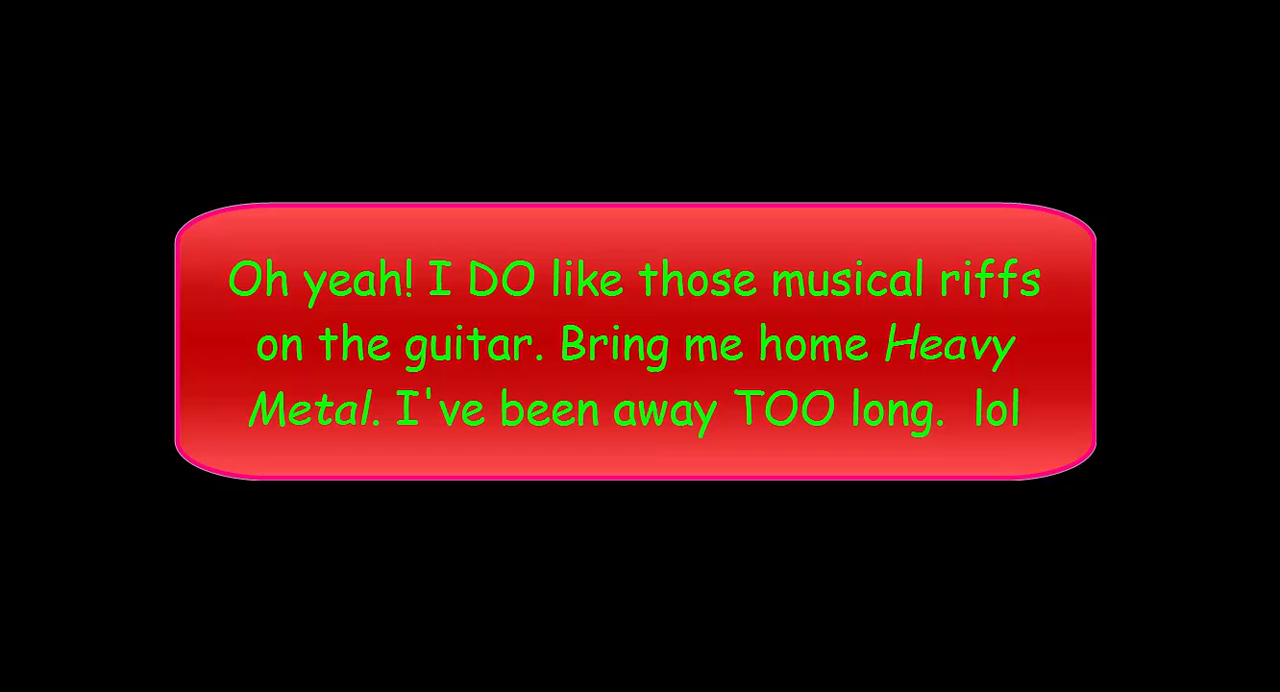 Oh yeah! I DO like those musical riffs
on the guitar. Bring me home Heavy
Metal. I've been away TOO long.  lol